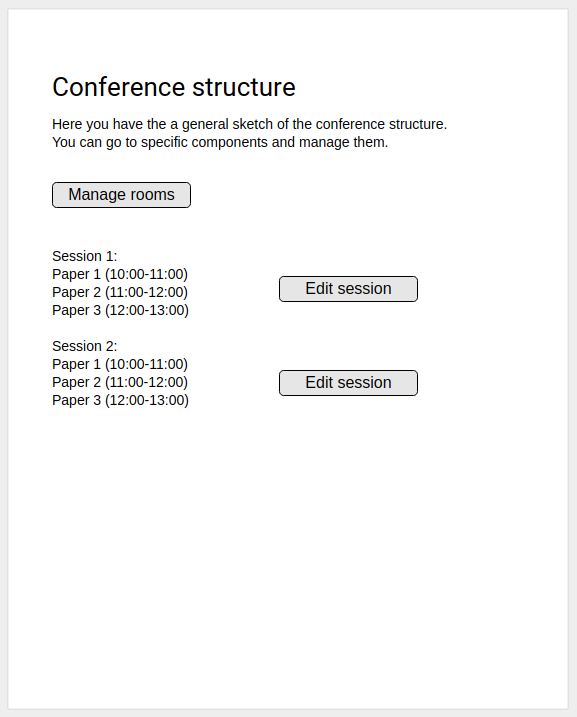 Conference structure
Here you have the a general sketch of the conference structure.
You can go to specific components and manage them.
Manage rooms
Session 1:
Paper 1 (10:00-11:00)
Paper 2 (11:00-12:00)
Paper 3 (12:00-13:00)
Edit session
Session 2:
Paper 1 (10:00-11:00)
Paper 2 (11:00-12:00)
Paper 3 (12:00-13:00)
Edit session